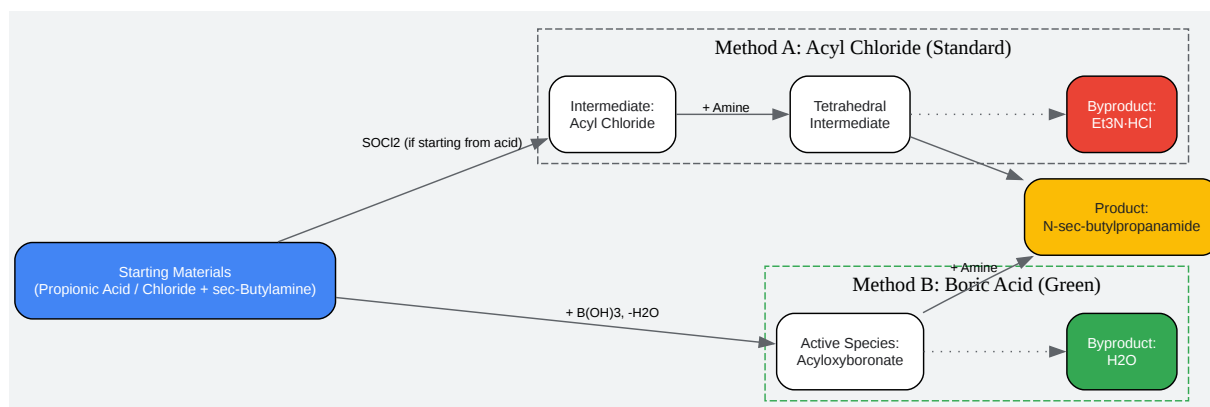 Method A: Acyl Chloride (Standard)
Intermediate:
Acyl Chloride
+ Amine
Tetrahedral
Intermediate
Byproduct:
Et3N·HCl
SOCl2 (if starting from acid)
Product:
N-sec-butylpropanamide
Starting Materials
(Propionic Acid / Chloride + sec-Butylamine)
+ Amine
Method B: Boric Acid (Green)
+ B(OH)3, -H2O
Active Species:
Acyloxyboronate
Byproduct:
H2O